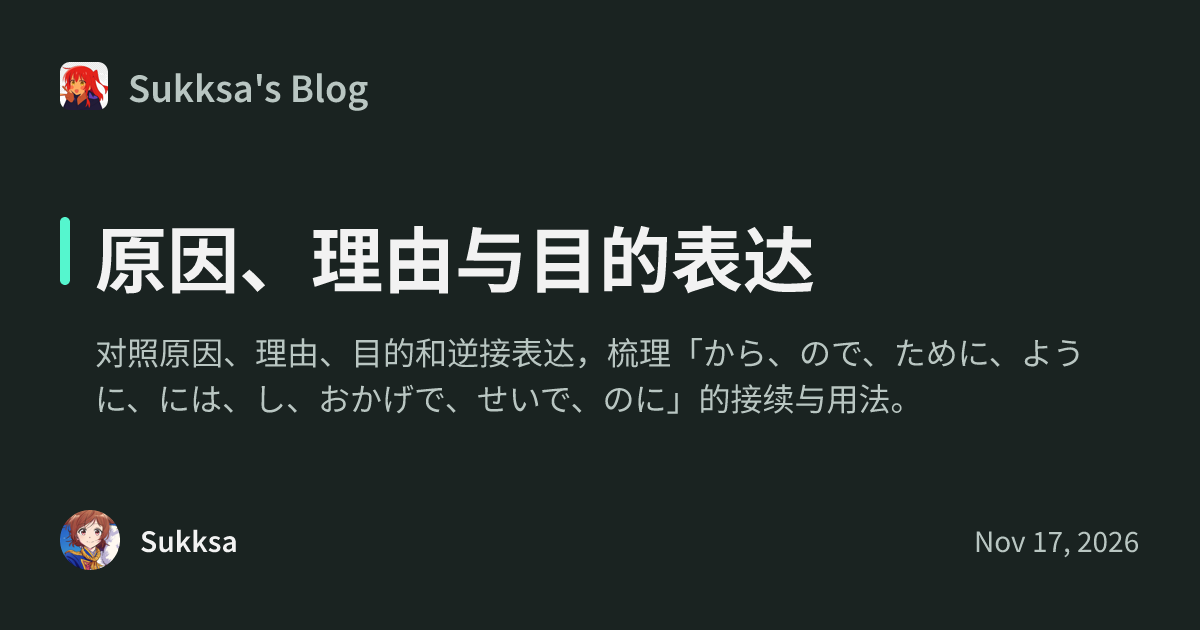 Sukksa's Blog
原因、理由与目的表达
对照原因、理由、目的和逆接表达，梳理「から、ので、ために、よう
に、には、し、おかげで、せいで、のに」的接续与用法。
Sukksa
Nov 17, 2026